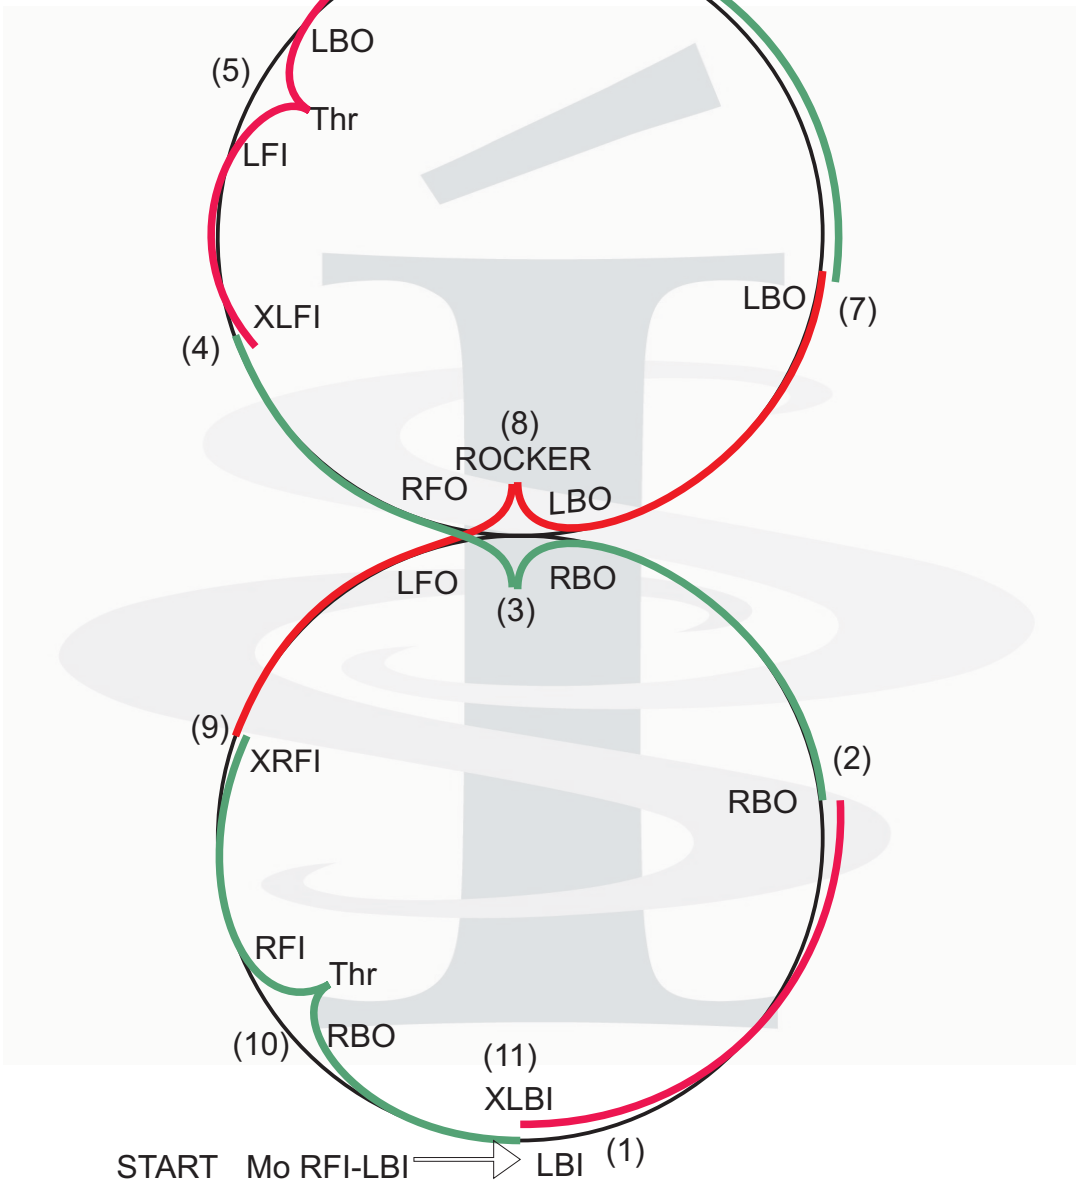 LBO
(5)
Thr
LFI
LBO
(7)
XLFI
(4)
(8)
ROCKER
RFO
LBO
LFO
RBO
(3)
(9)
XRFI
(2)
RBO
RFI
Thr
RBO
(10)
(11)
XLBI
START Mo RFI-LBI
LBI
(1)